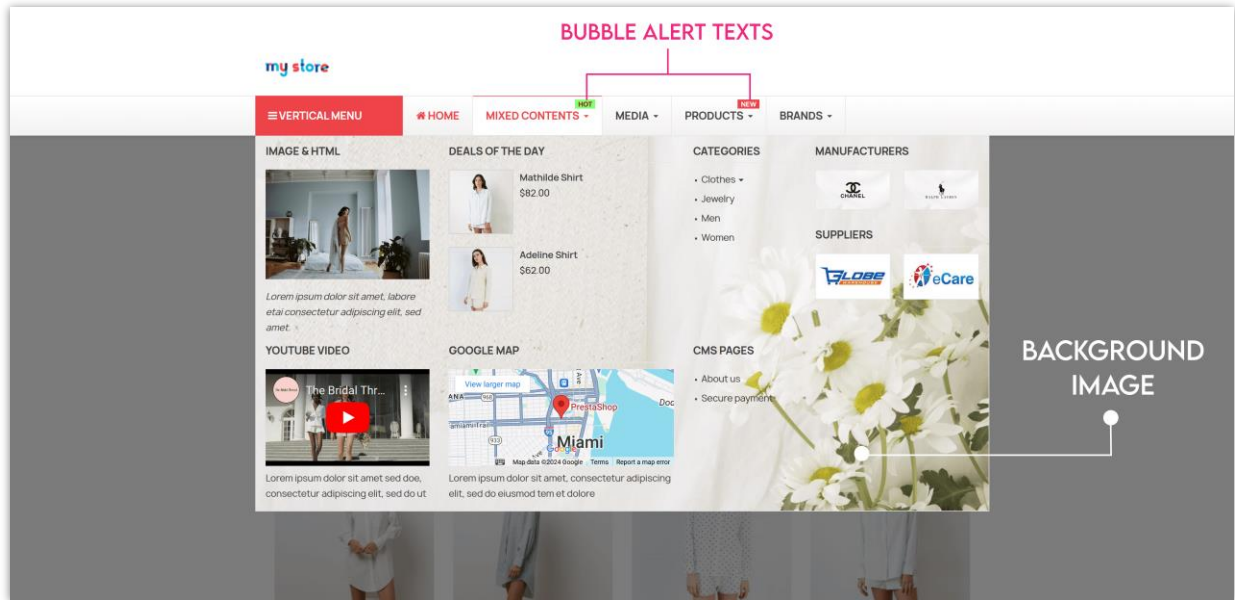 BUBBLE ALERT TEXTS
my store
VERTICAL MENU
HOME
MIXED CONTENTS
HOT
MEDIA
PRODUCTS
NEW
BRANDS
IMAGE & HTML
Lorem ipsum dolor sit amet, labore
etai consectetur adipiscing elit, sed
amet.
DEALS OF THE DAY
Mathilde Shirt
$82.00
Adeline Shirt
$62.00
CATEGORIES
• Clothes
• Jewelry
• Men
• Women
MANUFACTURERS
CHANEL
RALPH LAUREN
SUPPLIERS
GLOBE
eCare
YOUTUBE VIDEO
The Bridal Thr...
Lorem ipsum dolor sit amet sed doe,
consectetur adipiscing elit, sed do ut
GOOGLE MAP
View larger map
ANA
968
PrestaShop
933
Miami
Google
Map data ©2024 Google
Terms
Report a map error
Lorem ipsum dolor sit amet, consectetur adipiscing
elit, sed do eiusmod tem et dolore
CMS PAGES
• About us
• Secure payment
BACKGROUND
IMAGE